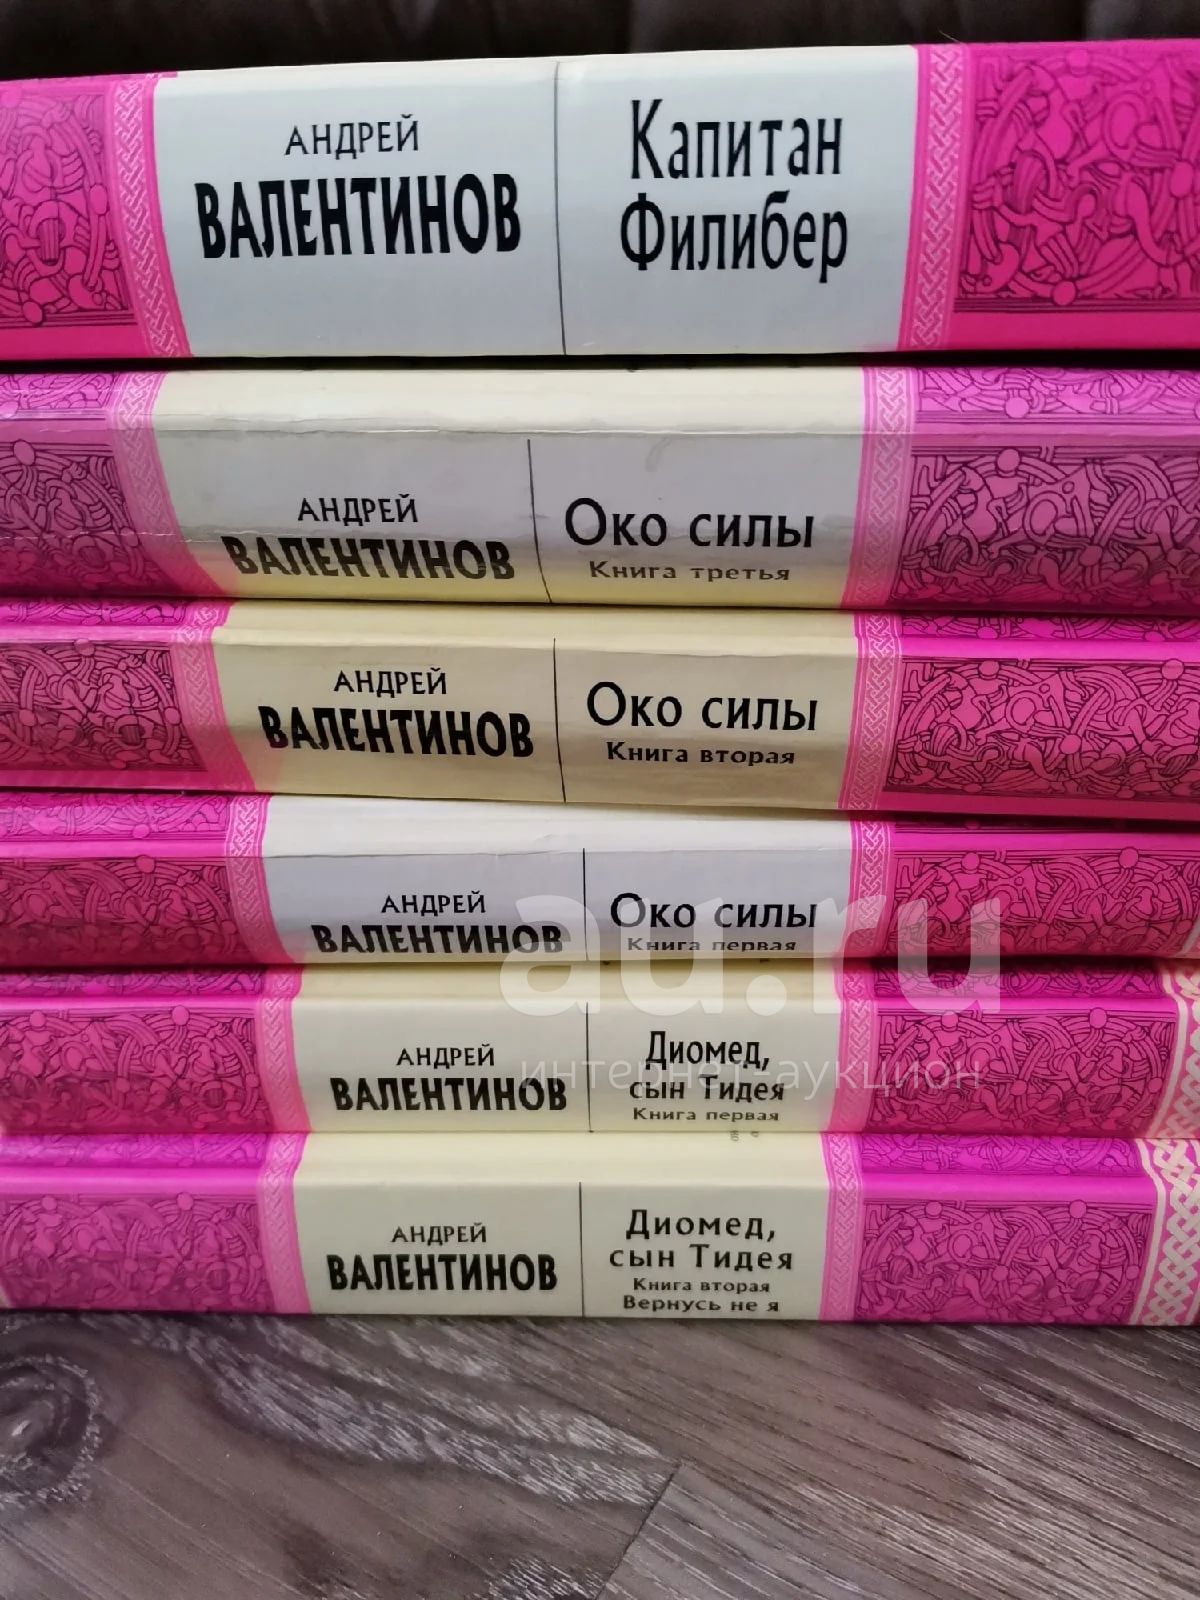 АНДРЕЙ
ВАЛЕНТИНОВ
Капитан
Филибер
АНДРЕЙ
ВАЛЕНТИНОВ
Око силы
Книга третья
АНДРЕЙ
ВАЛЕНТИНОВ
Око силы
Книга вторая
АНДРЕЙ
ВАЛЕНТИНОВ
Око силы
Книга первая
АНДРЕЙ
ВАЛЕНТИНОВ
Диомед,
сын Тидея
Книга первая
АНДРЕЙ
ВАЛЕНТИНОВ
Диомед,
сын Тидея
Книга вторая
Вернусь не я
au.ru
интернет-аукцион